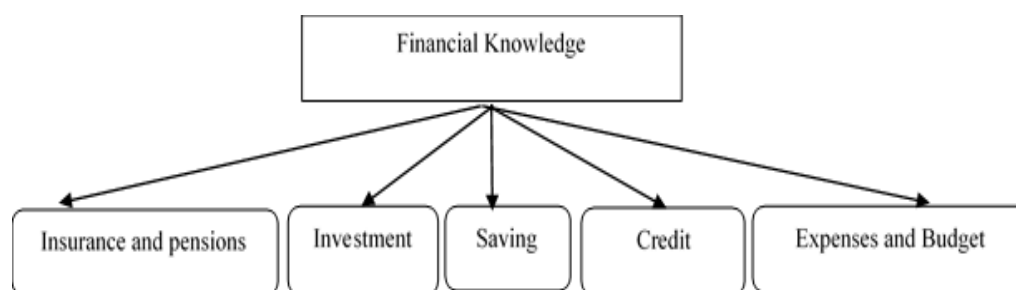 Financial Knowledge
Insurance and pensions
Investment
Saving
Credit
Expenses and Budget